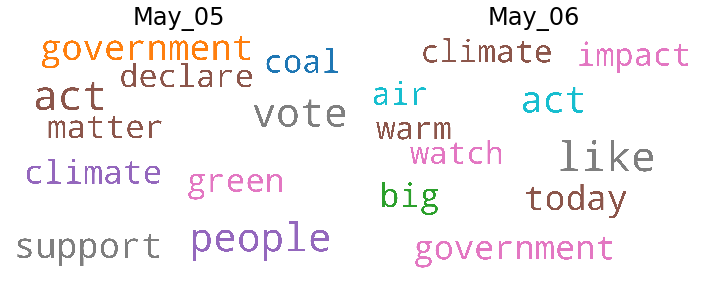 May_05
government
coal
declare
act
vote
matter
climate
green
people
support
May_06
climate
impact
air
act
warm
watch
like
big
today
government